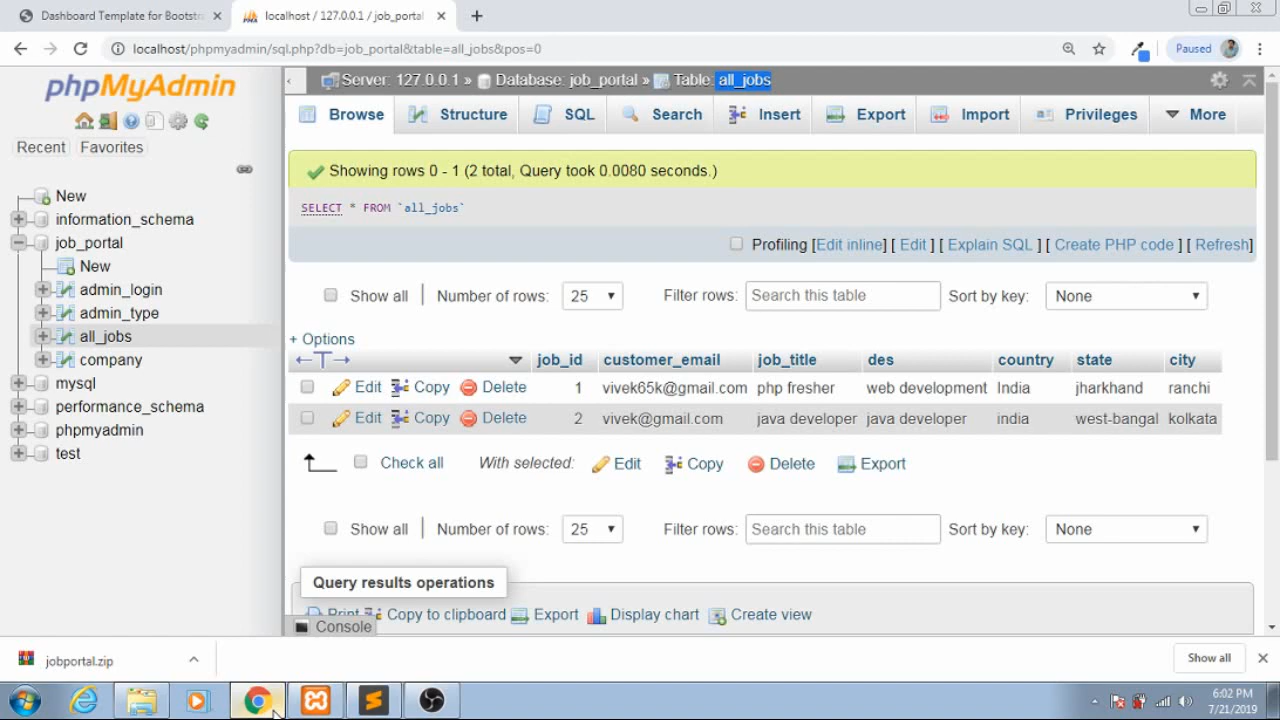 Dashboard Template for Bootstr
localhost / 127.0.0.1 / job_porta
localhost/phpmyadmin/sql.php?db=job_portal&table=all_jobs&pos=0
Paused
phpMyAdmin
Recent Favorites
New
information_schema
job_portal
New
admin_login
admin_type
all_jobs
company
mysql
performance_schema
phpmyadmin
test
Server: 127.0.0.1 » Database: job_portal » Table: all_jobs
Browse Structure SQL Search Insert Export Import Privileges More
Showing rows 0 - 1 (2 total, Query took 0.0080 seconds.)
SELECT * FROM `all_jobs`
Profiling [Edit inline] [ Edit ] [ Explain SQL ] [ Create PHP code ] [ Refresh]
Show all Number of rows: 25 Filter rows: Search this table Sort by key: None
+ Options
job_id customer_email job_title des country state city
Edit Copy Delete 1 vivek65k@gmail.com php fresher web development India jharkhand ranchi
Edit Copy Delete 2 vivek@gmail.com java developer java developer india west-bangal kolkata
Check all With selected: Edit Copy Delete Export
Show all Number of rows: 25 Filter rows: Search this table Sort by key: None
Query results operations
Print Copy to clipboard Export Display chart Create view
Console
jobportal.zip
Show all
6:02 PM
7/21/2019